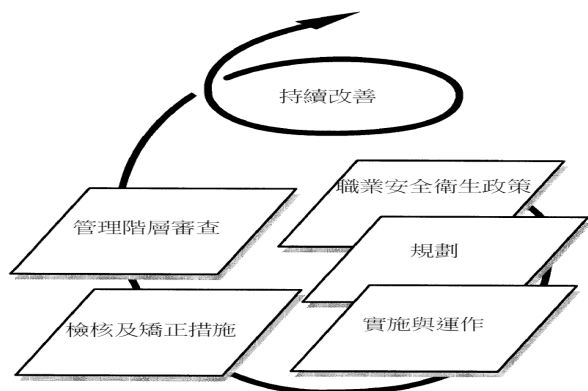 持續改善
職業安全衛生政策
管理階層審查
規劃
檢核及矯正措施
實施與運作